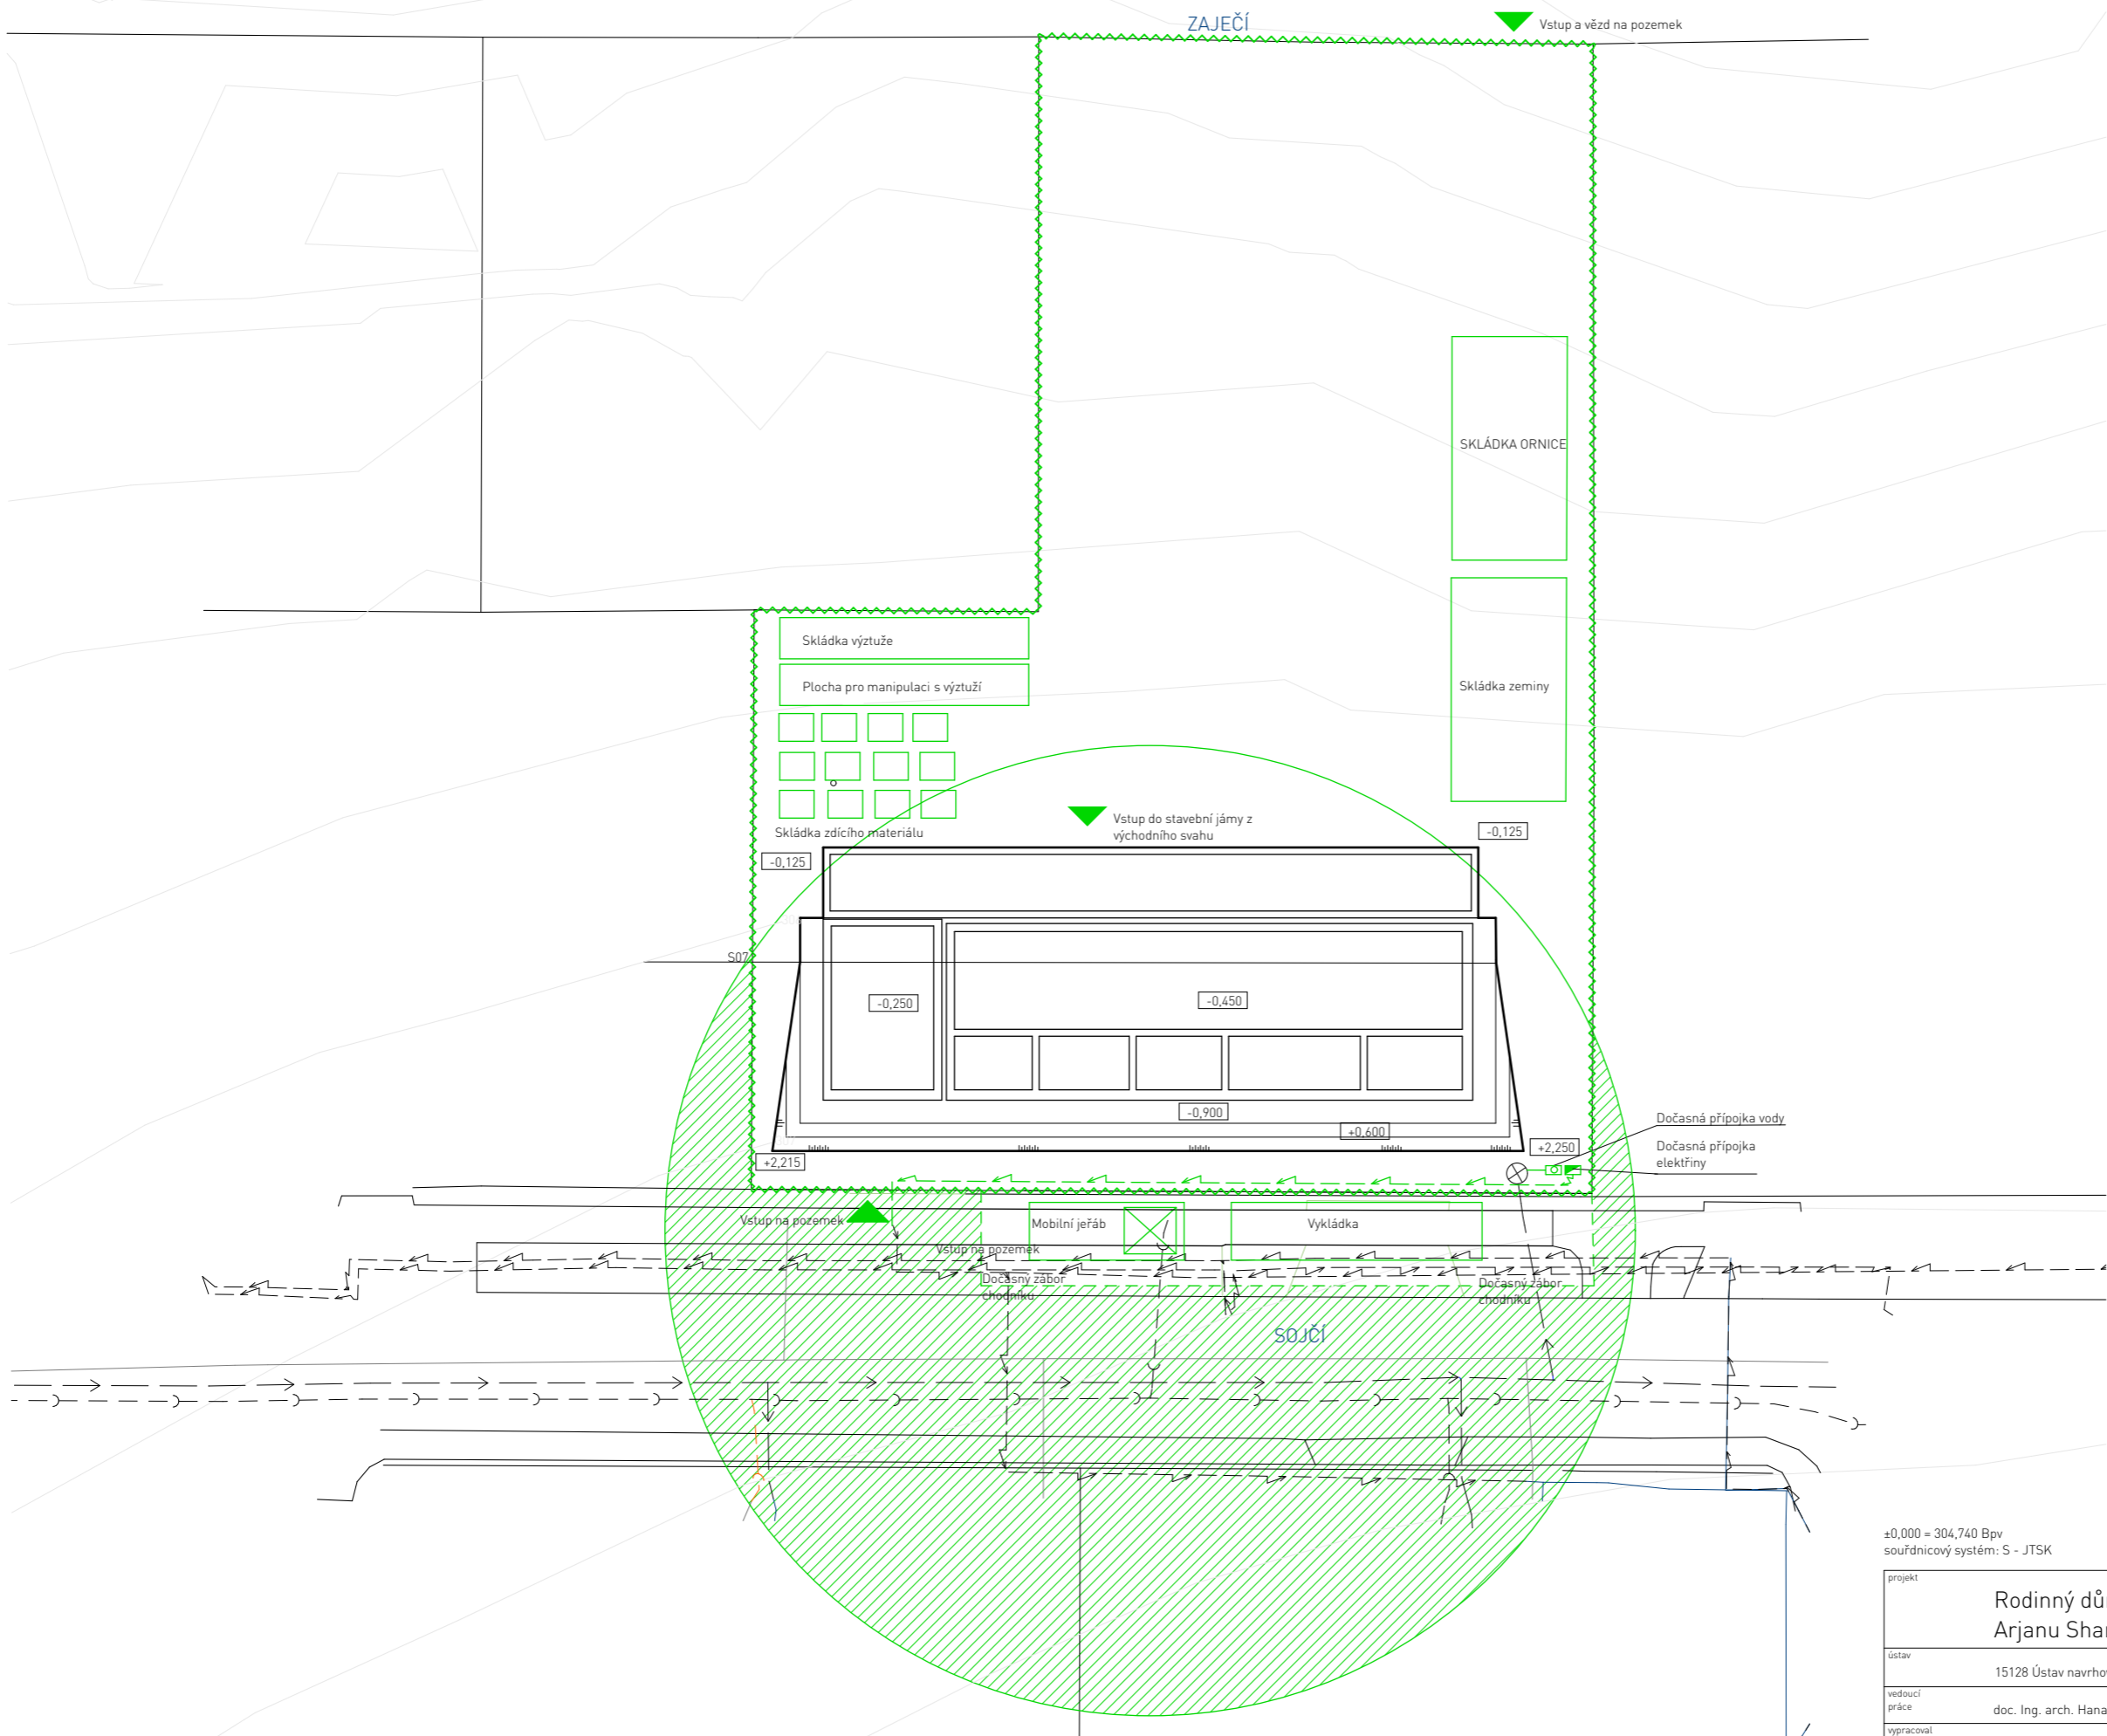 ZAJEČÍ
Vstup a vězd na pozemek
SKLÁDKA ORNICE
Skládka výztuže
Plocha pro manipulaci s výztuží
Skládka zeminy
Vstup do stavební jámy z
východního svahu
Skládka zdícího materiálu
-0,125
-0,125
S07
-0,250
-0,450
-0,900
+0,600
+2,250
+2,215
Dočasná přípojka vody
Dočasná přípojka
elektřiny
Vstup na pozemek
Mobilní jeřáb
Vykládka
Vstup na pozemek
Dočasný zábor
chodníku
Dočasný zábor
chodníku
SOJČÍ
±0,000 = 304,740 Bpv
souřdnicový systém: S - JTSK
projekt
Rodinný
Arjanu
ústav
15128 Ústav
vedoucí
práce
doc. Ing. arch. Hana
vypracoval